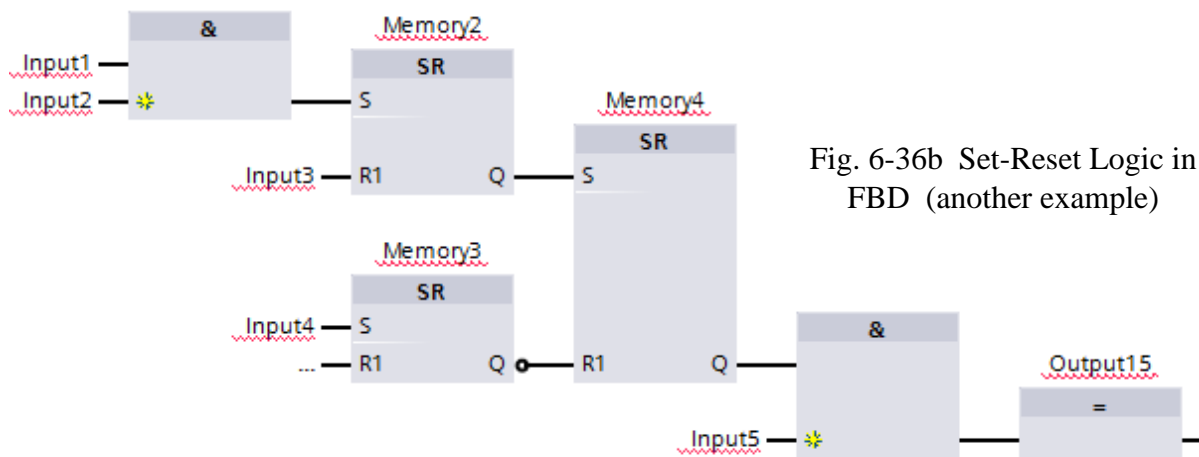 &
Input1
Input2
Memory2
SR
S
Input3 R1 Q
Memory4
SR
S
R1 Q
Memory3
SR
Input4 S
... R1 Q
&
Input5
Output15
=
Fig. 6-36b Set-Reset Logic in
FBD (another example)